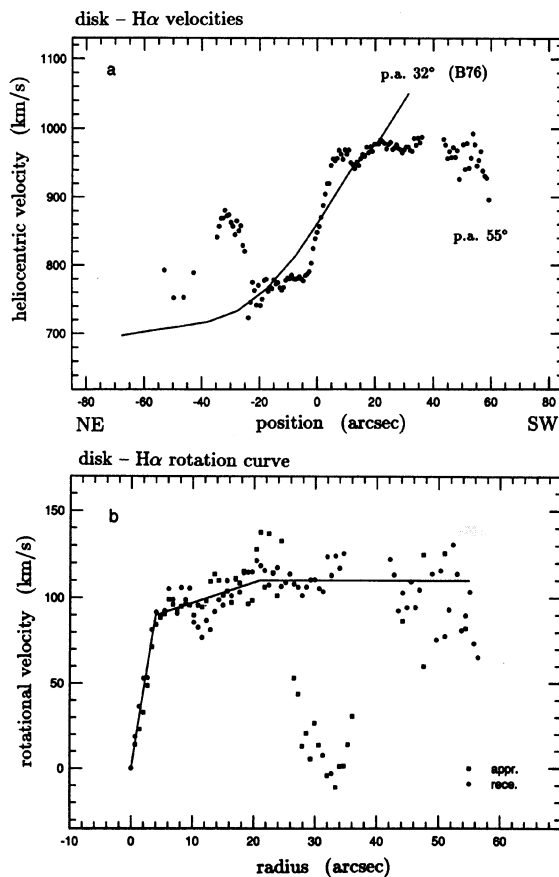 disk – Hα velocities
1100
1000
900
800
700
heliocentric velocity (km/s)
a
p.a. 32° (B76)
p.a. 55°
-80 -60 -40 -20 0 20 40 60 80
NE position (arcsec) SW
disk – Hα rotation curve
150
100
50
0
rotational velocity (km/s)
b
appr.
rece.
-10 0 10 20 30 40 50 60 70
radius (arcsec)